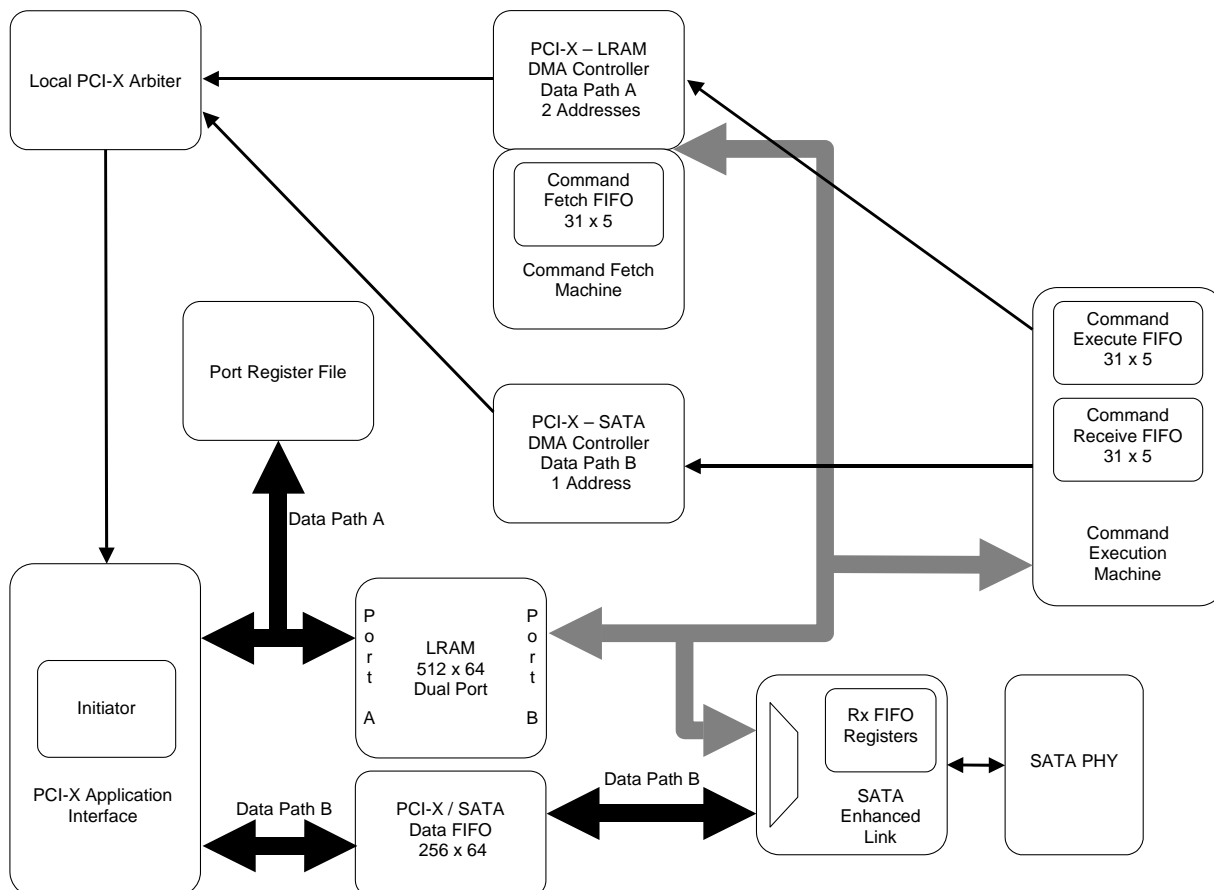 Local PCI-X Arbiter
PCI-X – LRAM
DMA Controller
Data Path A
2 Addresses
Command
Fetch FIFO
31 x 5
Command Fetch
Machine
Port Register File
PCI-X – SATA
DMA Controller
Data Path B
1 Address
Command
Execute FIFO
31 x 5
Command
Receive FIFO
31 x 5
Command
Execution
Machine
Data Path A
Initiator
PCI-X Application
Interface
Port A
LRAM
512 x 64
Dual Port
Port B
Data Path B
PCI-X / SATA
Data FIFO
256 x 64
Data Path B
Rx FIFO
Registers
SATA
Enhanced
Link
SATA PHY